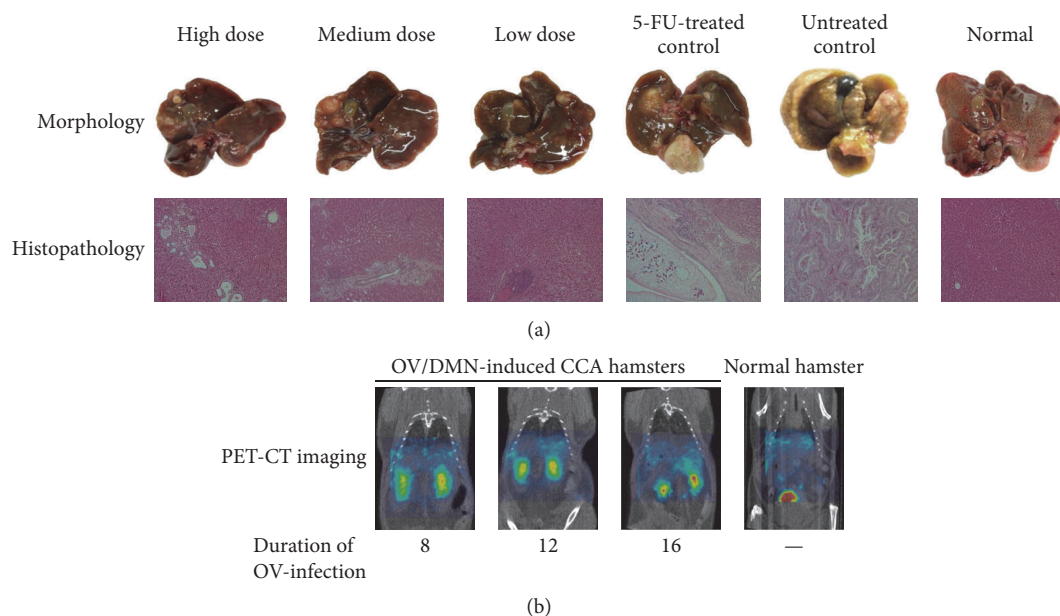 High dose
Medium dose
Low dose
5-FU-treated
control
Untreated
control
Normal
Morphology
Histopathology
(a)
OV/DMN-induced CCA hamsters
Normal hamster
PET-CT imaging
Duration of
OV-infection
8
12
16
—
(b)